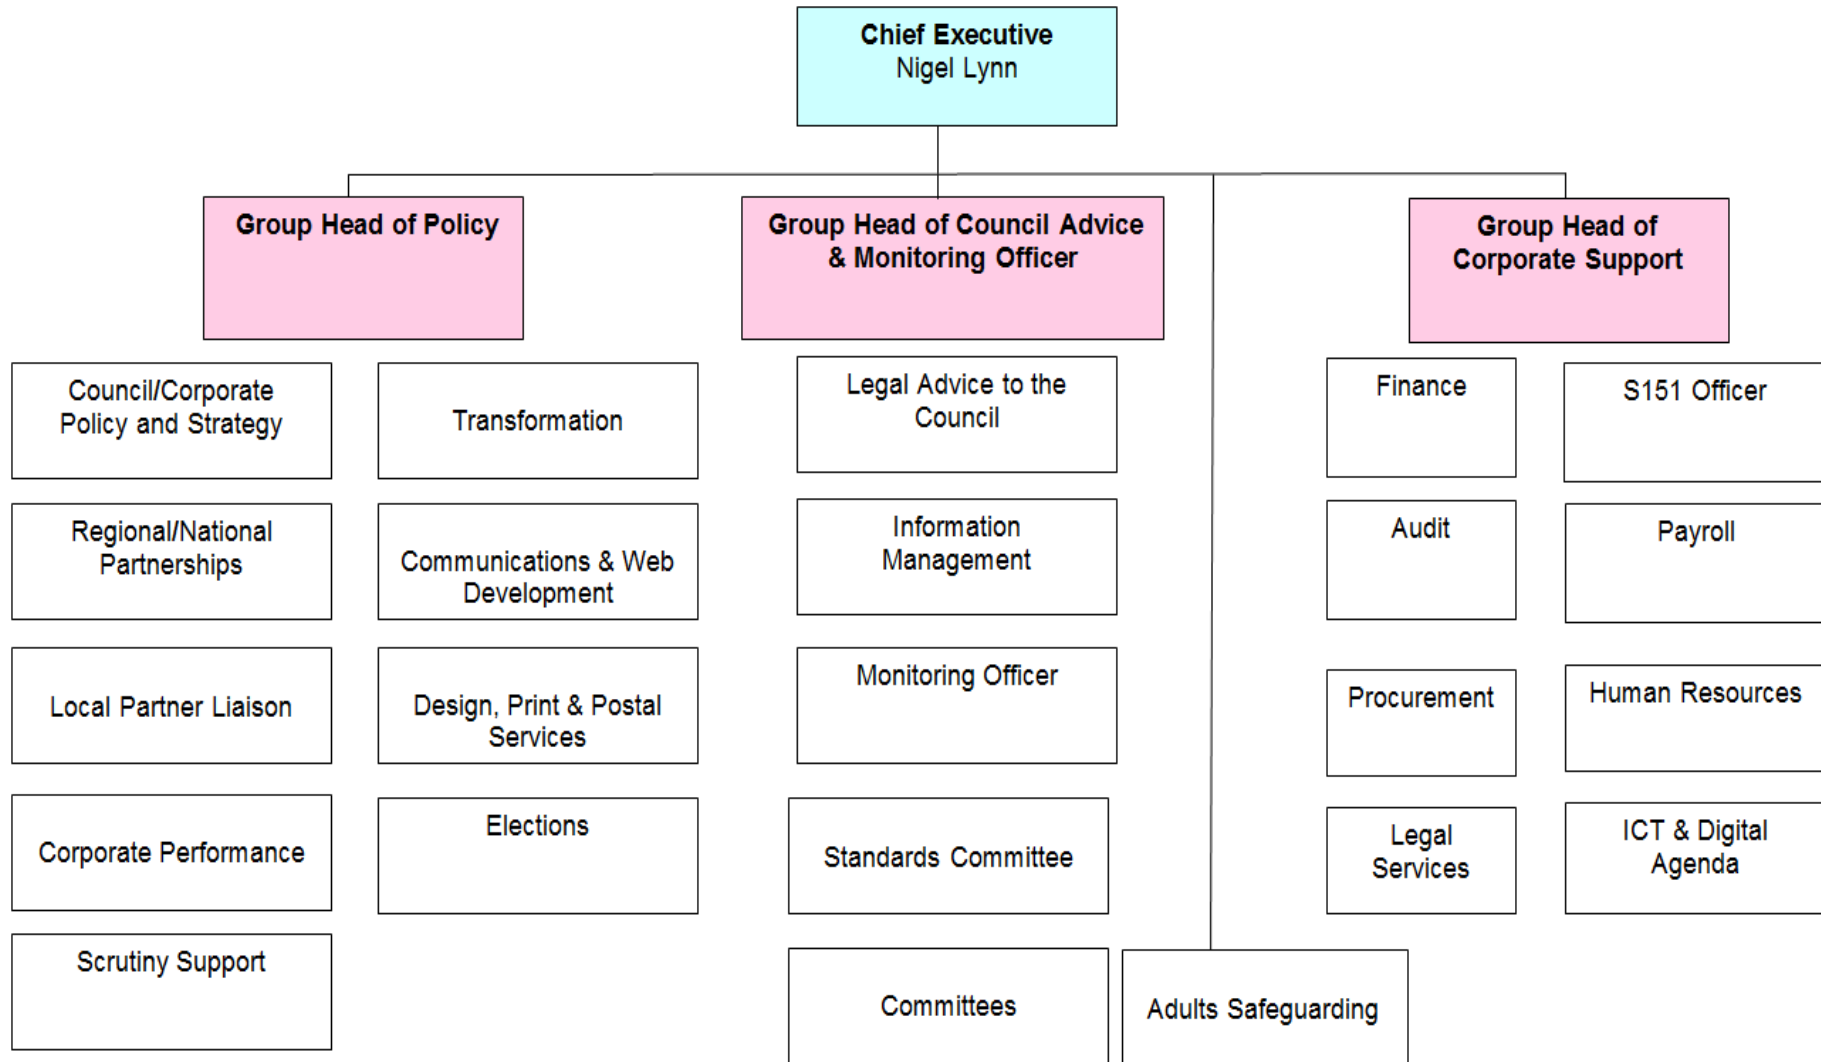 Chief Executive
Nigel Lynn
Group Head of Policy
Group Head of Council Advice
& Monitoring Officer
Group Head of
Corporate Support
Council/Corporate
Policy and Strategy
Transformation
Legal Advice to the
Council
Finance
S151 Officer
Regional/National
Partnerships
Communications & Web
Development
Information
Management
Audit
Payroll
Local Partner Liaison
Design, Print & Postal
Services
Monitoring Officer
Procurement
Human Resources
Corporate Performance
Elections
Standards Committee
Legal
Services
ICT & Digital
Agenda
Scrutiny Support
Committees
Adults Safeguarding